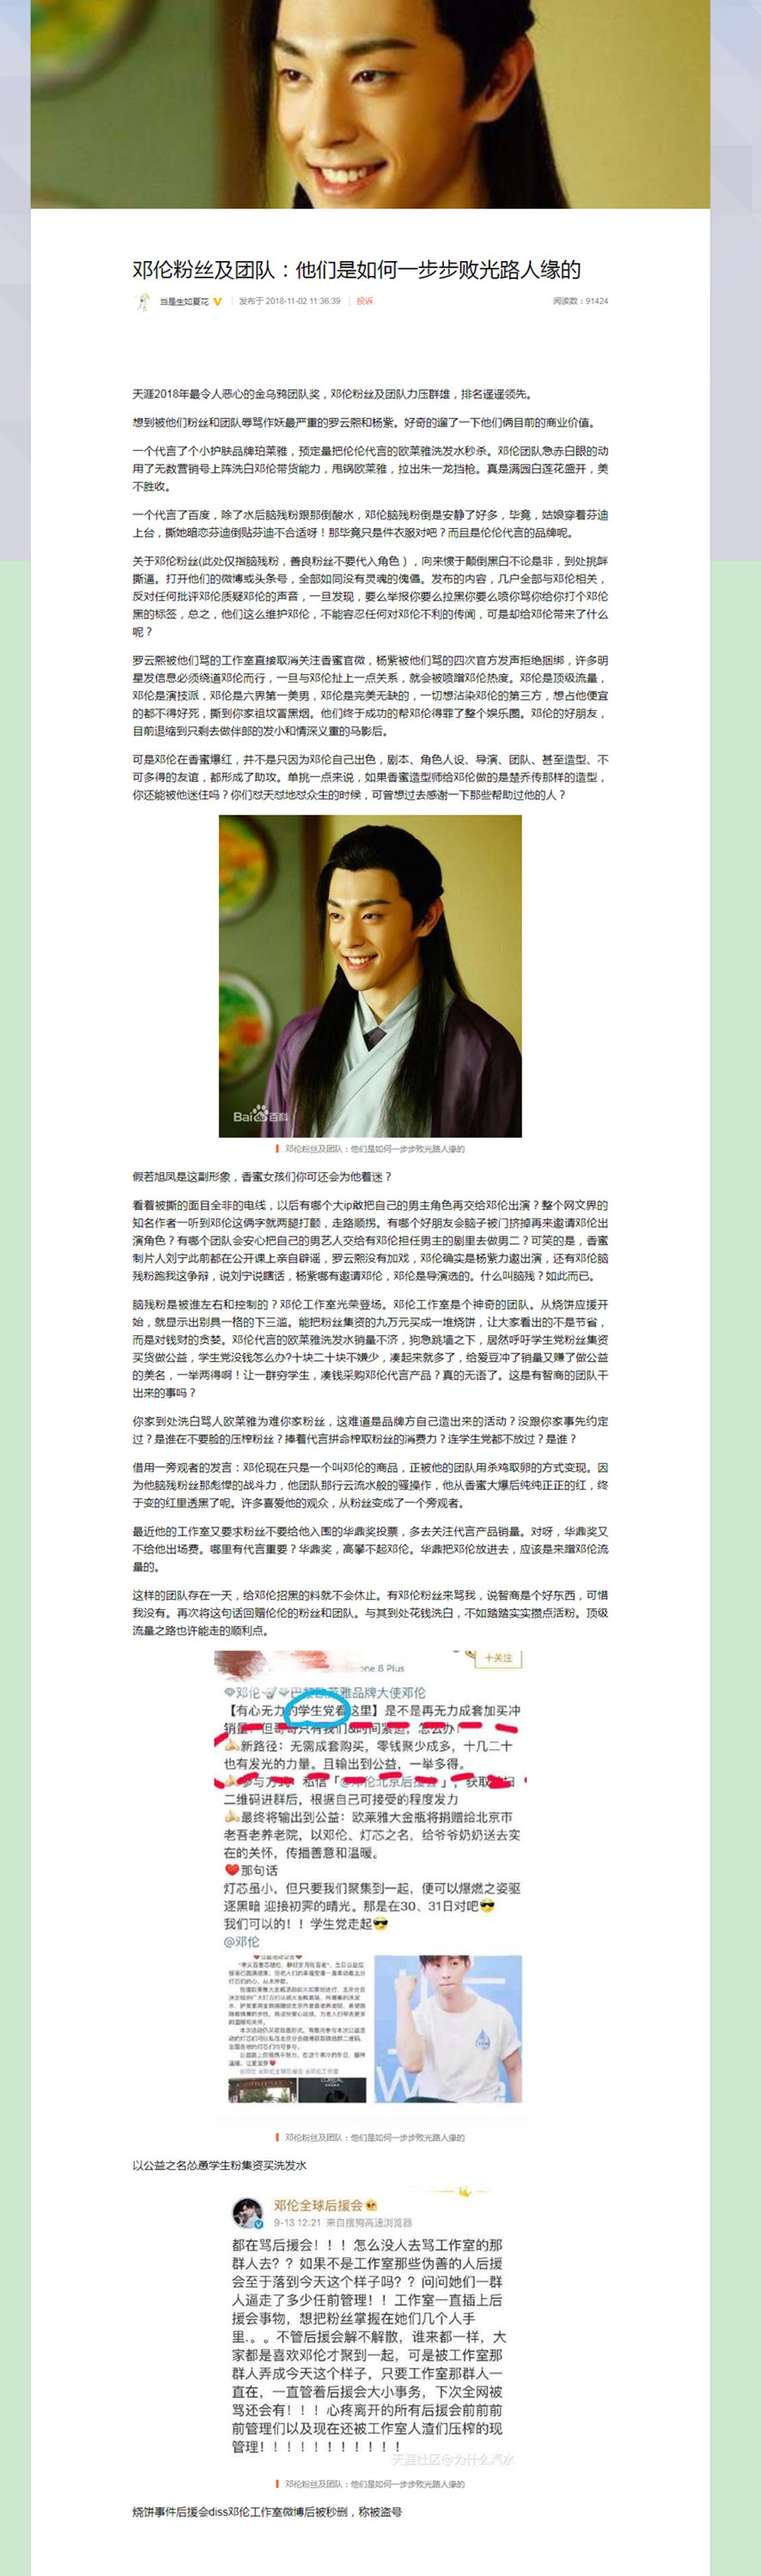 邓伦粉丝及团队：他们是如何一步步败光路人缘的
当是生如夏花
发布于 2018-11-02 11:36:39
投诉
阅读数：91424
天涯2018年最令人恶心的金乌鸦团队奖，邓伦粉丝及团队力压群雄，排名遥遥领先。
想到被他们粉丝和团队辱骂作妖最严重的罗云熙和杨紫。好奇的遛了一下他们俩目前的商业价值。
一个代言了个小护肤品牌珀莱雅，预定量把伦伦代言的欧莱雅洗发水秒杀。邓伦团队急赤白眼的动
用了无数营销号上阵洗白邓伦带货能力，甩锅欧莱雅，拉出朱一龙挡枪。真是满园白莲花盛开，美
不胜收。
一个代言了百度，除了水后脑残粉跟那倒酸水，邓伦脑残粉倒是安静了好多，毕竟，姑娘穿着芬迪
上台，撕她暗恋芬迪倒贴芬迪不合适呀！那毕竟只是件衣服对吧？而且是伦伦代言的品牌呢。
关于邓伦粉丝(此处仅指脑残粉，善良粉丝不要代入角色），向来惯于颠倒黑白不论是非，到处挑衅
撕逼。打开他们的微博或头条号，全部如同没有灵魂的傀儡。发布的内容，几户全部与邓伦相关，
反对任何批评邓伦质疑邓伦的声音，一旦发现，要么举报你要么拉黑你要么喷你骂你给你打个邓伦
黑的标签，总之，他们这么维护邓伦，不能容忍任何对邓伦不利的传闻，可是却给邓伦带来了什么
呢？
罗云熙被他们骂的工作室直接取消关注香蜜官微，杨紫被他们骂的四次官方发声拒绝捆绑，许多明
星发信息必须绕道邓伦而行，一旦与邓伦扯上一点关系，就会被喷蹭邓伦热度。邓伦是顶级流量，
邓伦是演技派，邓伦是六界第一美男，邓伦是完美无缺的，一切想沾染邓伦的第三方，想占他便宜
的都不得好死，撕到你家祖坟冒黑烟。他们终于成功的帮邓伦得罪了整个娱乐圈。邓伦的好朋友，
目前退缩到只剩去做伴郎的发小和情深义重的马影后。
可是邓伦在香蜜爆红，并不是只因为邓伦自己出色，剧本、角色人设、导演、团队、甚至造型、不
可多得的友谊，都形成了助攻。单挑一点来说，如果香蜜造型师给邓伦做的是楚乔传那样的造型，
你还能被他迷住吗？你们怼天怼地怼众生的时候，可曾想过去感谢一下那些帮助过他的人？
Bai百科
邓伦粉丝及团队：他们是如何一步步败光路人缘的
假若旭凤是这副形象，香蜜女孩们你可还会为他着迷？
看着被撕的面目全非的电线，以后有哪个大ip敢把自己的男主角色再交给邓伦出演？整个网文界的
知名作者一听到邓伦这俩字就两腿打颤，走路顺拐。有哪个好朋友会脑子被门挤掉再来邀请邓伦出
演角色？有哪个团队会安心把自己的男艺人交给有邓伦担任男主的剧里去做男二？可笑的是，香蜜
制片人刘宁此前都在公开课上亲自辟谣，罗云熙没有加戏，邓伦确实是杨紫力邀出演，还有邓伦脑
残粉跑我这争辩，说刘宁说瞎话，杨紫哪有邀请邓伦，邓伦是导演选的。什么叫脑残？如此而已。
脑残粉是被谁左右和控制的？邓伦工作室光荣登场。邓伦工作室是个神奇的团队。从烧饼应援开
始，就显示出别具一格的下三滥。能把粉丝集资的九万元买成一堆烧饼，让大家看出的不是节省，
而是对钱财的贪婪。邓伦代言的欧莱雅洗发水销量不济，狗急跳墙之下，居然呼吁学生党粉丝集资
买货做公益，学生党没钱怎么办?十块二十块不嫌少，凑起来就多了，给爱豆冲了销量又赚了做公益
的美名，一举两得啊！让一群穷学生，凑钱采购邓伦代言产品？真的无语了。这是有智商的团队干
出来的事吗？
你家到处洗白骂人欧莱雅为难你家粉丝，这难道是品牌方自己造出来的活动？没跟你家事先约定
过？是谁在不要脸的压榨粉丝？捧着代言拼命榨取粉丝的消费力？连学生党都不放过？是谁？
借用一旁观者的发言：邓伦现在只是一个叫邓伦的商品，正被他的团队用杀鸡取卵的方式变现。因
为他脑残粉丝那彪悍的战斗力，他团队那行云流水般的骚操作，他从香蜜大爆后纯纯正正的红，终
于变的红里透黑了呢。许多喜爱他的观众，从粉丝变成了一个旁观者。
最近他的工作室又要求粉丝不要给他入围的华鼎奖投票，多去关注代言产品销量。对呀，华鼎奖又
不给他出场费。哪里有代言重要？华鼎奖，高攀不起邓伦。华鼎把邓伦放进去，应该是来蹭邓伦流
量的。
这样的团队存在一天，给邓伦招黑的料就不会休止。有邓伦粉丝来骂我，说智商是个好东西，可惜
我没有。再次将这句话回赠伦伦的粉丝和团队。与其到处花钱洗白，不如踏踏实实攒点活粉。顶级
流量之路也许能走的顺利点。
十关注
one 8 Plus
邓伦 巴黎欧莱雅品牌大使邓伦
【有心无力的学生党看这里】是不是再无力成套加买冲
销量？但哥哥只有我们&时间紧迫，怎么办！
新路径：无需成套购买，零钱聚少成多，十几二十
也有发光的力量。且输出到公益，一举多得。
参与方式：私信「@邓伦北京后援会」，获取
二维码进群后，根据自己可接受的程度发力
最终将输出到公益：欧莱雅大金瓶将捐赠给北京市
老吾老养老院，以邓伦、灯芯之名，给爷爷奶奶送去实
在的关怀，传播善意和温暖。
那句话
灯芯虽小，但只要我们聚集到一起，便可以爆燃之姿驱
逐黑暗 迎接初霁的晴光。那是在30、31日对吧
我们可以的！！学生党走起
@邓伦
邓伦粉丝及团队：他们是如何一步步败光路人缘的
以公益之名怂恿学生粉集资买洗发水
邓伦全球后援会
9-13 12:21 来自搜狗高速浏览器
都在骂后援会！！！怎么没人去骂工作室的那
群人去？？如果不是工作室那些伪善的人后援
会至于落到今天这个样子吗？？问问她们一群
人逼走了多少任前管理！！工作室一直插上后
援会事物，想把粉丝掌握在她们几个人手
里.。。不管后援会解不解散，谁来都一样，大
家都是喜欢邓伦才聚到一起，可是被工作室那
群人弄成今天这个样子，只要工作室那群人一
直在，一直管着后援会大小事务，下次全网被
骂还会有！！！心疼离开的所有后援会前前前
前管理们以及现在还被工作室人渣们压榨的现
管理！！！！！！！！！！！
天涯社区@为什么汽水
邓伦粉丝及团队：他们是如何一步步败光路人缘的
烧饼事件后援会diss邓伦工作室微博后被秒删，称被盗号